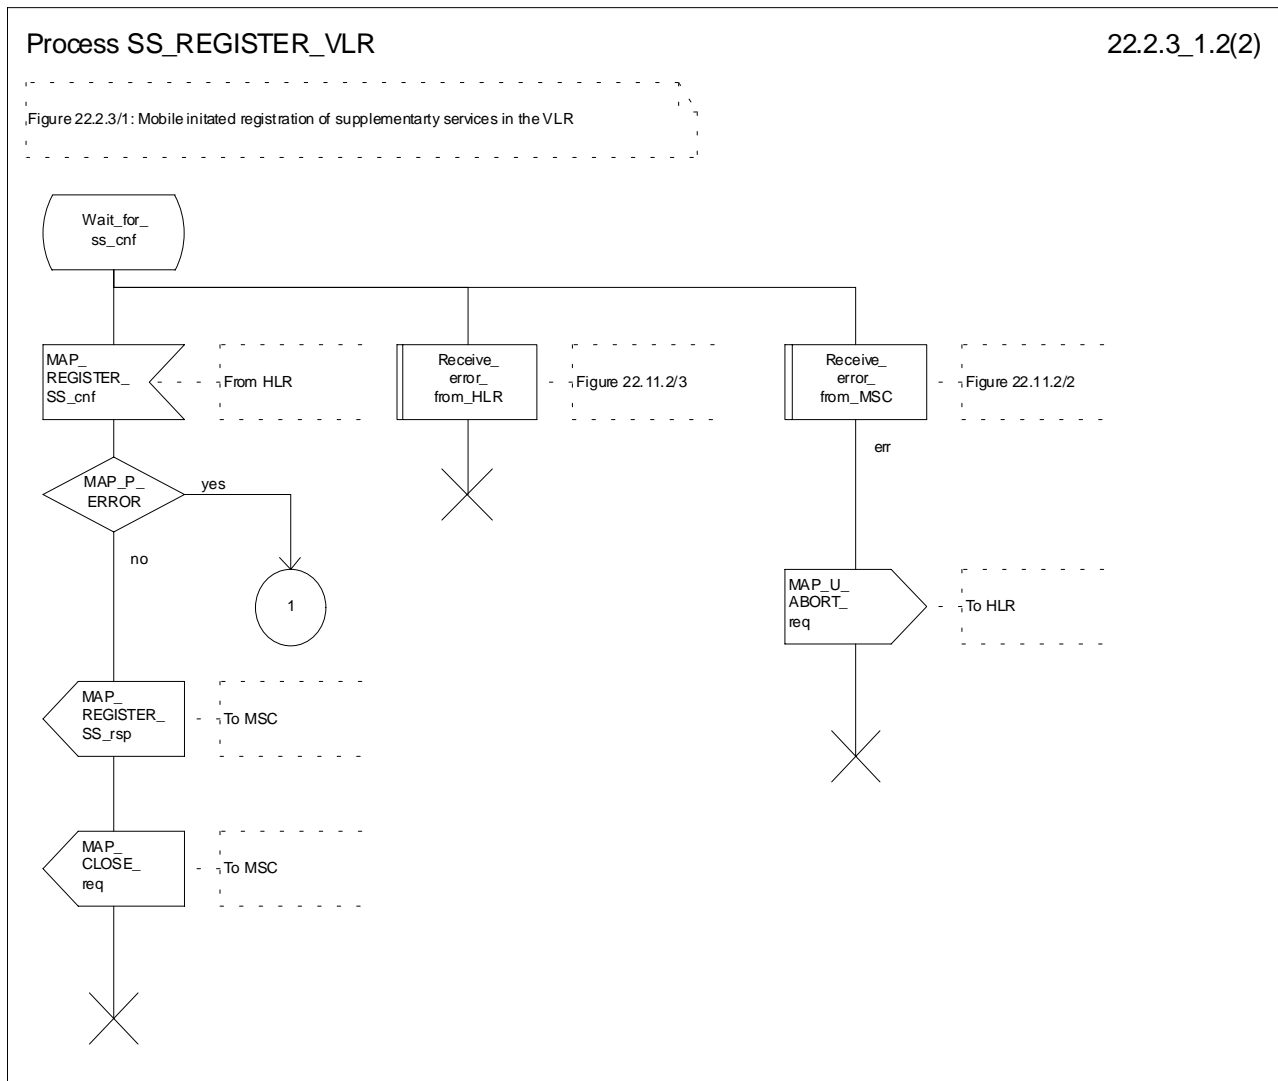 Process SS_REGISTER_VLR
22.2.3_1.2(2)
Figure 22.2.3/1: Mobile initated registration of supplementarty services in the VLR
Wait_for_
ss_cnf
MAP_
REGISTER_
SS_cnf
From HLR
Receive_
error_
from_HLR
Figure 22.11.2/3
Receive_
error_
from_MSC
Figure 22.11.2/2
err
MAP_P_
ERROR
yes
no
1
MAP_U_
ABORT_
req
To HLR
MAP_
REGISTER_
SS_rsp
To MSC
MAP_
CLOSE_
req
To MSC